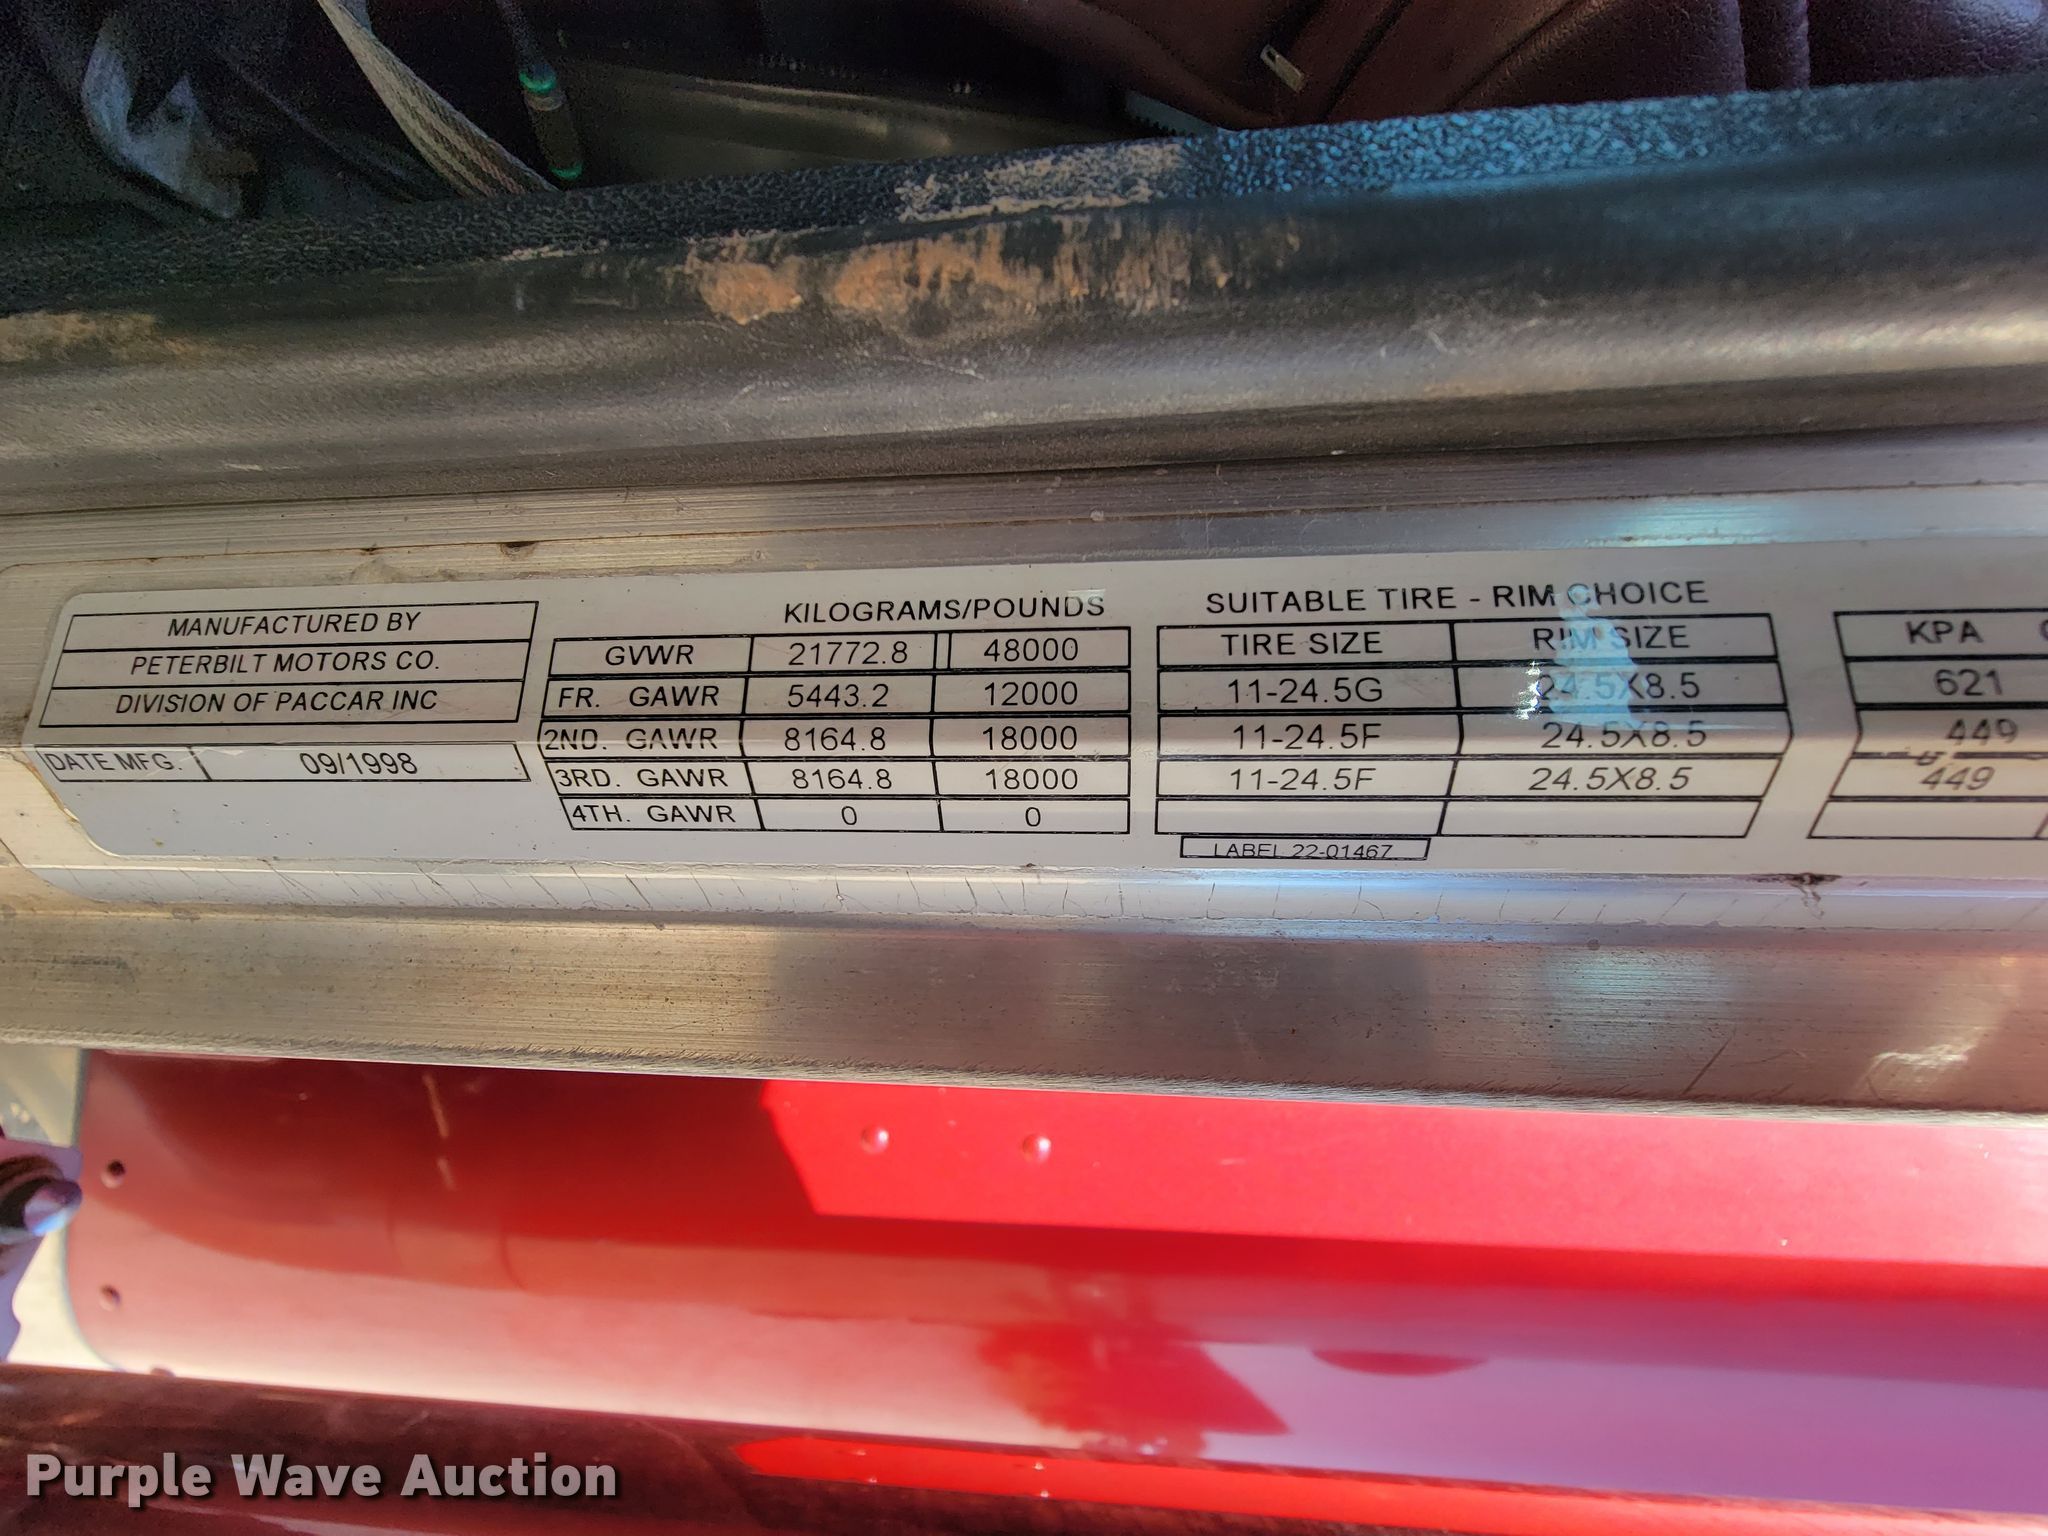 MANUFACTURED BY
PETERBILT MOTORS CO.
DIVISION OF PACCAR INC
DATE MFG. 09/1998
KILOGRAMS/POUNDS
GVWR 21772.8 48000
FR. GAWR 5443.2 12000
2ND. GAWR 8164.8 18000
3RD. GAWR 8164.8 18000
4TH. GAWR 0 0
SUITABLE TIRE - RIM CHOICE
TIRE SIZE RIM SIZE
11-24.5G 24.5X8.5
11-24.5F 24.5X8.5
11-24.5F 24.5X8.5
LABEL 22-01467
KPA
621
449
449
Purple Wave Auction